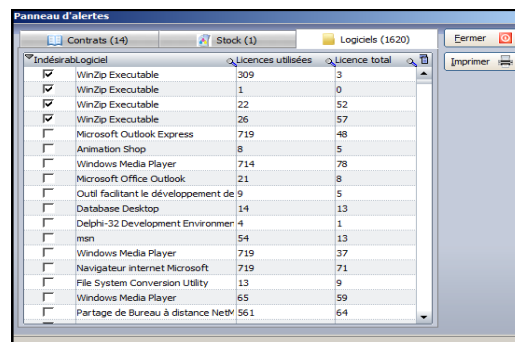 Panneau d'alertes
Contrats (14) Stock (1) Logiciels (1620)
Fermer
Imprimer
Indésirab Logiciel Licences utilisées Licence total
WinZip Executable 309 3
WinZip Executable 1 0
WinZip Executable 22 52
WinZip Executable 26 57
Microsoft Outlook Express 719 48
Animation Shop 8 5
Windows Media Player 714 78
Microsoft Office Outlook 21 8
Outil facilitant le développement de 9 5
Database Desktop 14 13
Delphi-32 Development Environmer 4 1
msn 54 13
Windows Media Player 719 37
Navigateur internet Microsoft 719 71
File System Conversion Utility 13 9
Windows Media Player 65 59
Partage de Bureau à distance NetM 561 64